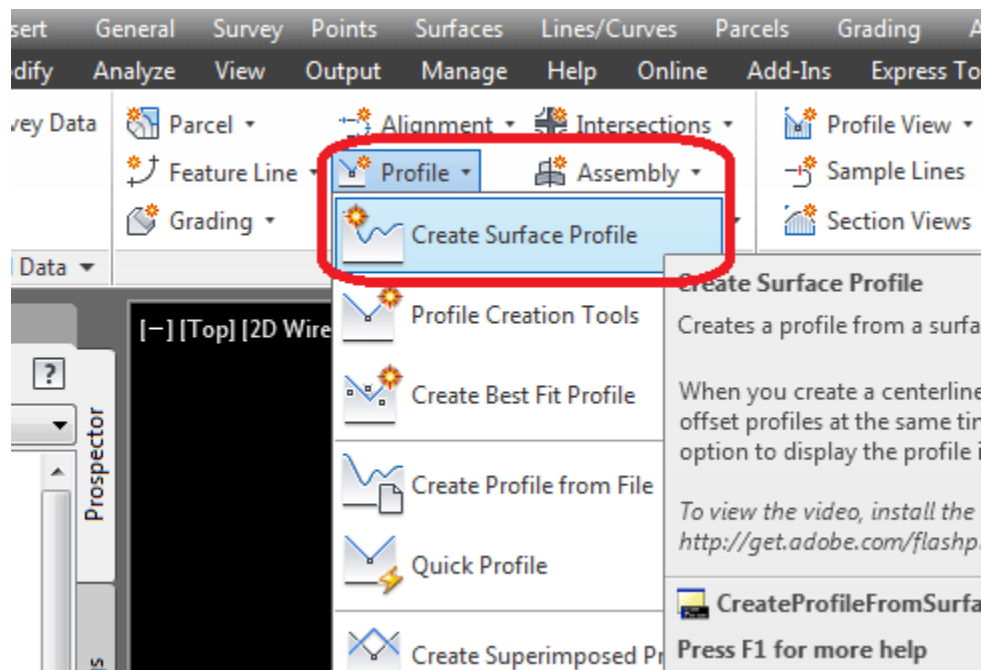 sert General Survey Points Surfaces Lines/Curves Parcels Grading A
dify Analyze View Output Manage Help Online Add-Ins Express To
vey Data Parcel Alignment Intersections Profile View
Feature Line Profile Assembly Sample Lines
Grading Section Views
Data
Create Surface Profile
Create Surface Profile
Creates a profile from a surfa
[−] [Top] [2D Wire
Profile Creation Tools
?
When you create a centerline
offset profiles at the same tim
option to display the profile i
Create Best Fit Profile
Prospector
Create Profile from File
To view the video, install the
http://get.adobe.com/flashp
Quick Profile
CreateProfileFromSurfa
Create Superimposed Pr
Press F1 for more help